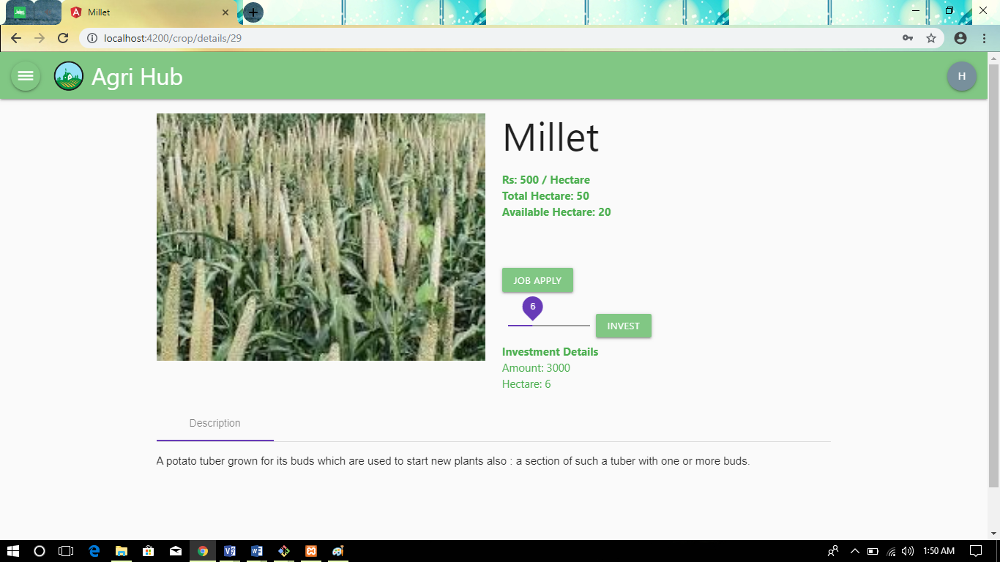 Millet
localhost:4200/crop/details/29
Agri Hub
H
Millet
Rs: 500 / Hectare
Total Hectare: 50
Available Hectare: 20
JOB APPLY
6
INVEST
Investment Details
Amount: 3000
Hectare: 6
Description
A potato tuber grown for its buds which are used to start new plants also : a section of such a tuber with one or more buds.
1:50 AM